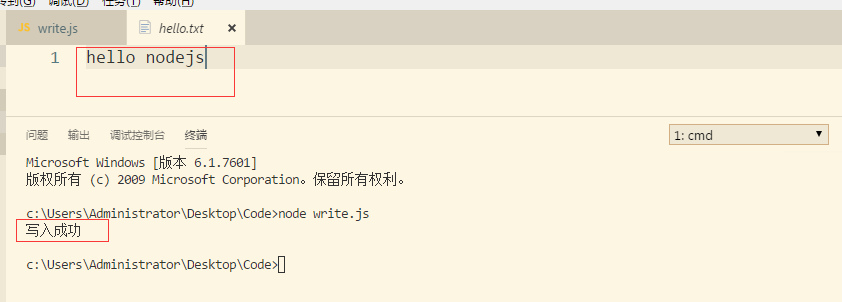 转到(G) 调试(D) 任务(T) 帮助(H)
JS write.js hello.txt ×
1 hello nodejs
问题 输出 调试控制台 终端 1: cmd
Microsoft Windows [版本 6.1.7601]
版权所有 (c) 2009 Microsoft Corporation。保留所有权利。
c:\Users\Administrator\Desktop\Code>node write.js
写入成功
c:\Users\Administrator\Desktop\Code>